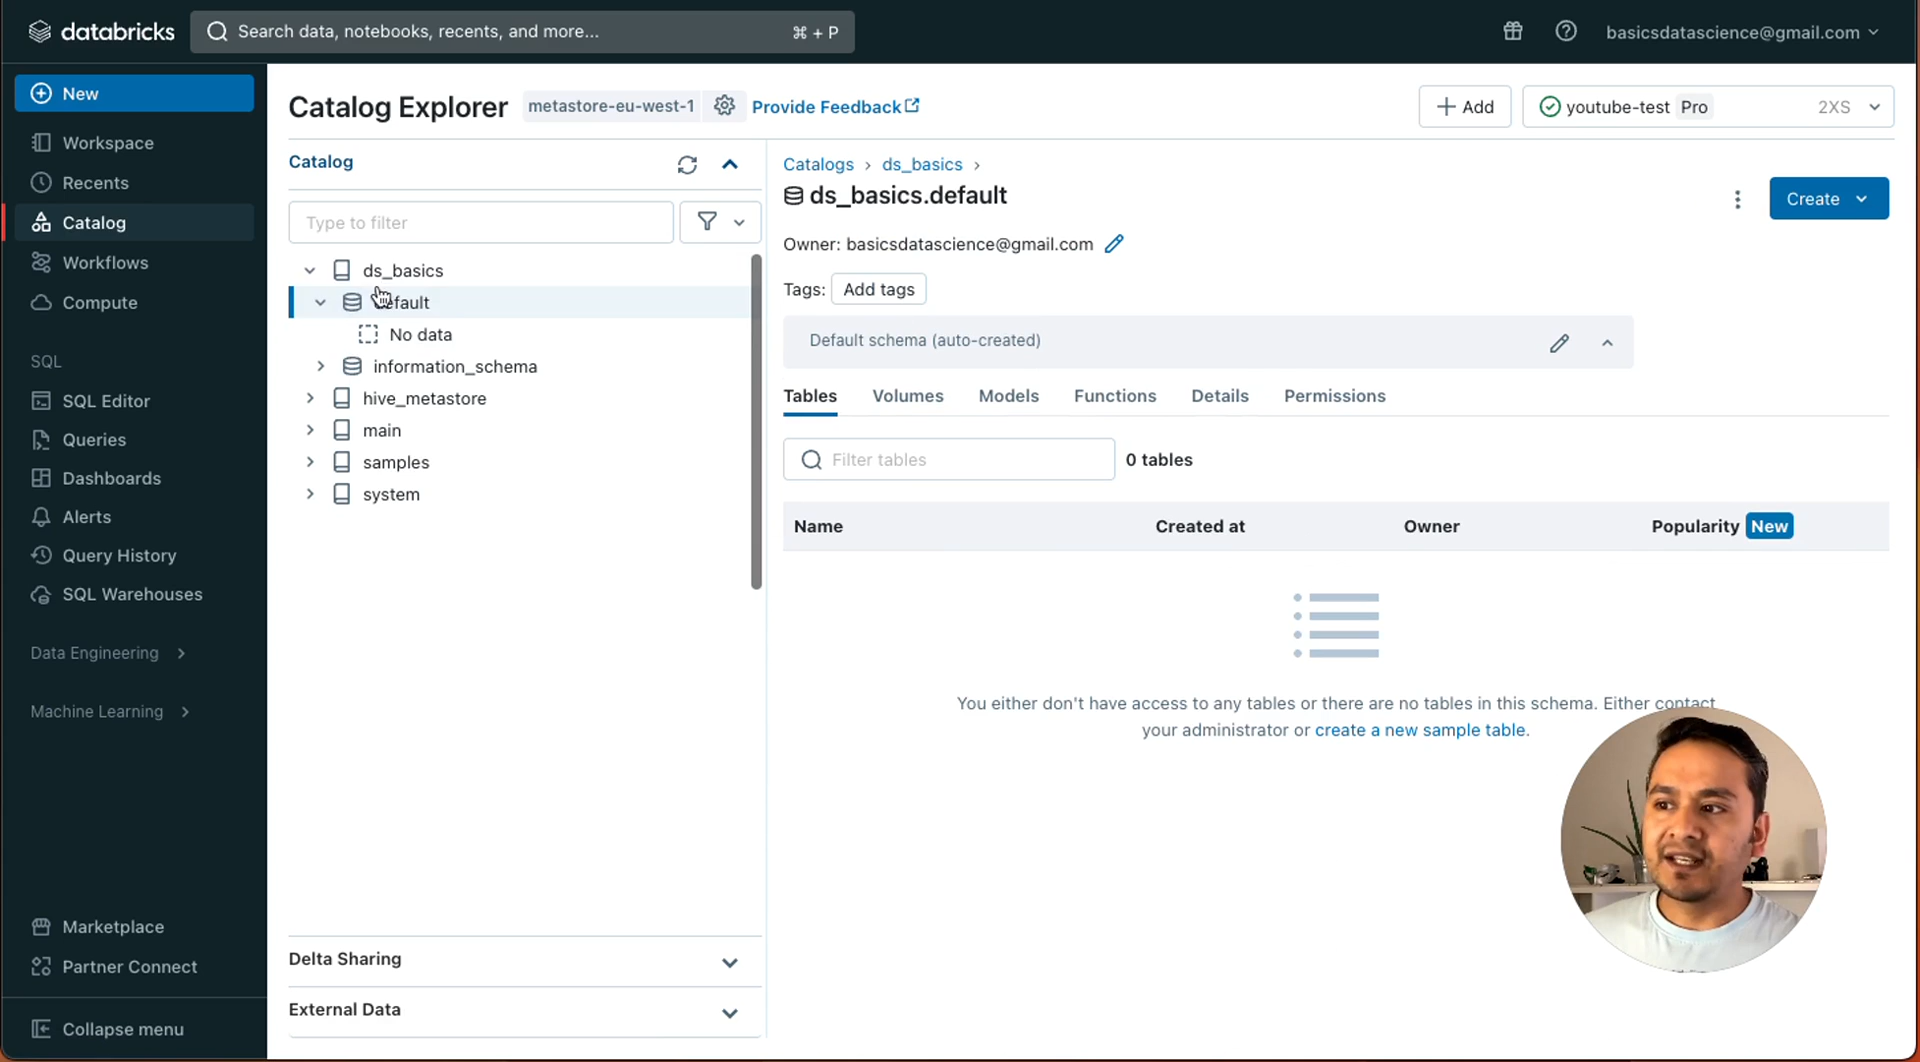 databricks
Search data, notebooks, recents, and more...
⌘ + P
basicsdatascience@gmail.com
New
Workspace
Recents
Catalog
Workflows
Compute
SQL
SQL Editor
Queries
Dashboards
Alerts
Query History
SQL Warehouses
Data Engineering
Machine Learning
Marketplace
Partner Connect
Collapse menu
Catalog Explorer
metastore-eu-west-1
Provide Feedback
+ Add
youtube-test Pro 2XS
Catalog
Type to filter
ds_basics
default
No data
information_schema
hive_metastore
main
samples
system
Delta Sharing
External Data
Catalogs > ds_basics >
ds_basics.default
Create
Owner: basicsdatascience@gmail.com
Tags: Add tags
Default schema (auto-created)
Tables Volumes Models Functions Details Permissions
Filter tables
0 tables
Name Created at Owner Popularity New
You either don't have access to any tables or there are no tables in this schema. Either contact
your administrator or create a new sample table.